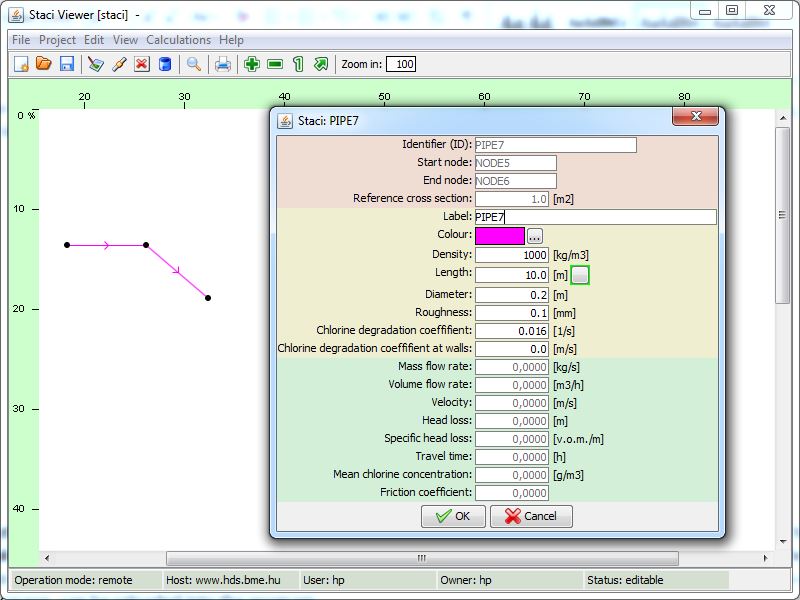 Staci Viewer [staci] -
File Project Edit View Calculations Help
Zoom in: 100
20 30 40 50 60 70 80
0 %
10
20
30
40
Staci: PIPE7
Identifier (ID): PIPE7
Start node: NODE5
End node: NODE6
Reference cross section: 1.0 [m2]
Label: PIPE7
Colour: ...
Density: 1000 [kg/m3]
Length: 10.0 [m]
Diameter: 0.2 [m]
Roughness: 0.1 [mm]
Chlorine degradation coeffifient: 0.016 [1/s]
Chlorine degradation coeffifient at walls: 0.0 [m/s]
Mass flow rate: 0,0000 [kg/s]
Volume flow rate: 0,0000 [m3/h]
Velocity: 0,0000 [m/s]
Head loss: 0,0000 [m]
Specific head loss: 0,0000 [v.o.m./m]
Travel time: 0,0000 [h]
Mean chlorine concentration: 0,0000 [g/m3]
Friction coefficient: 0,0000
OK Cancel
Operation mode: remote Host: www.hds.bme.hu User: hp Owner: hp Status: editable